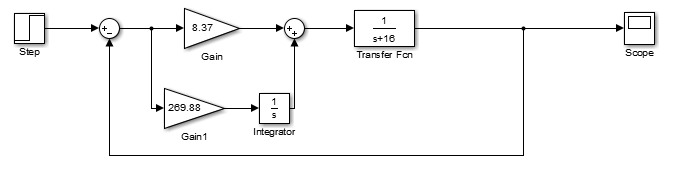 +
−
8.37
+
+
1
s+16
Step
Gain
Transfer Fcn
Scope
269.88
1
s
Gain1
Integrator